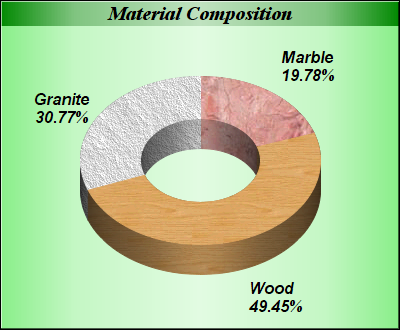 Material Composition
Marble
19.78%
Granite
30.77%
Wood
49.45%